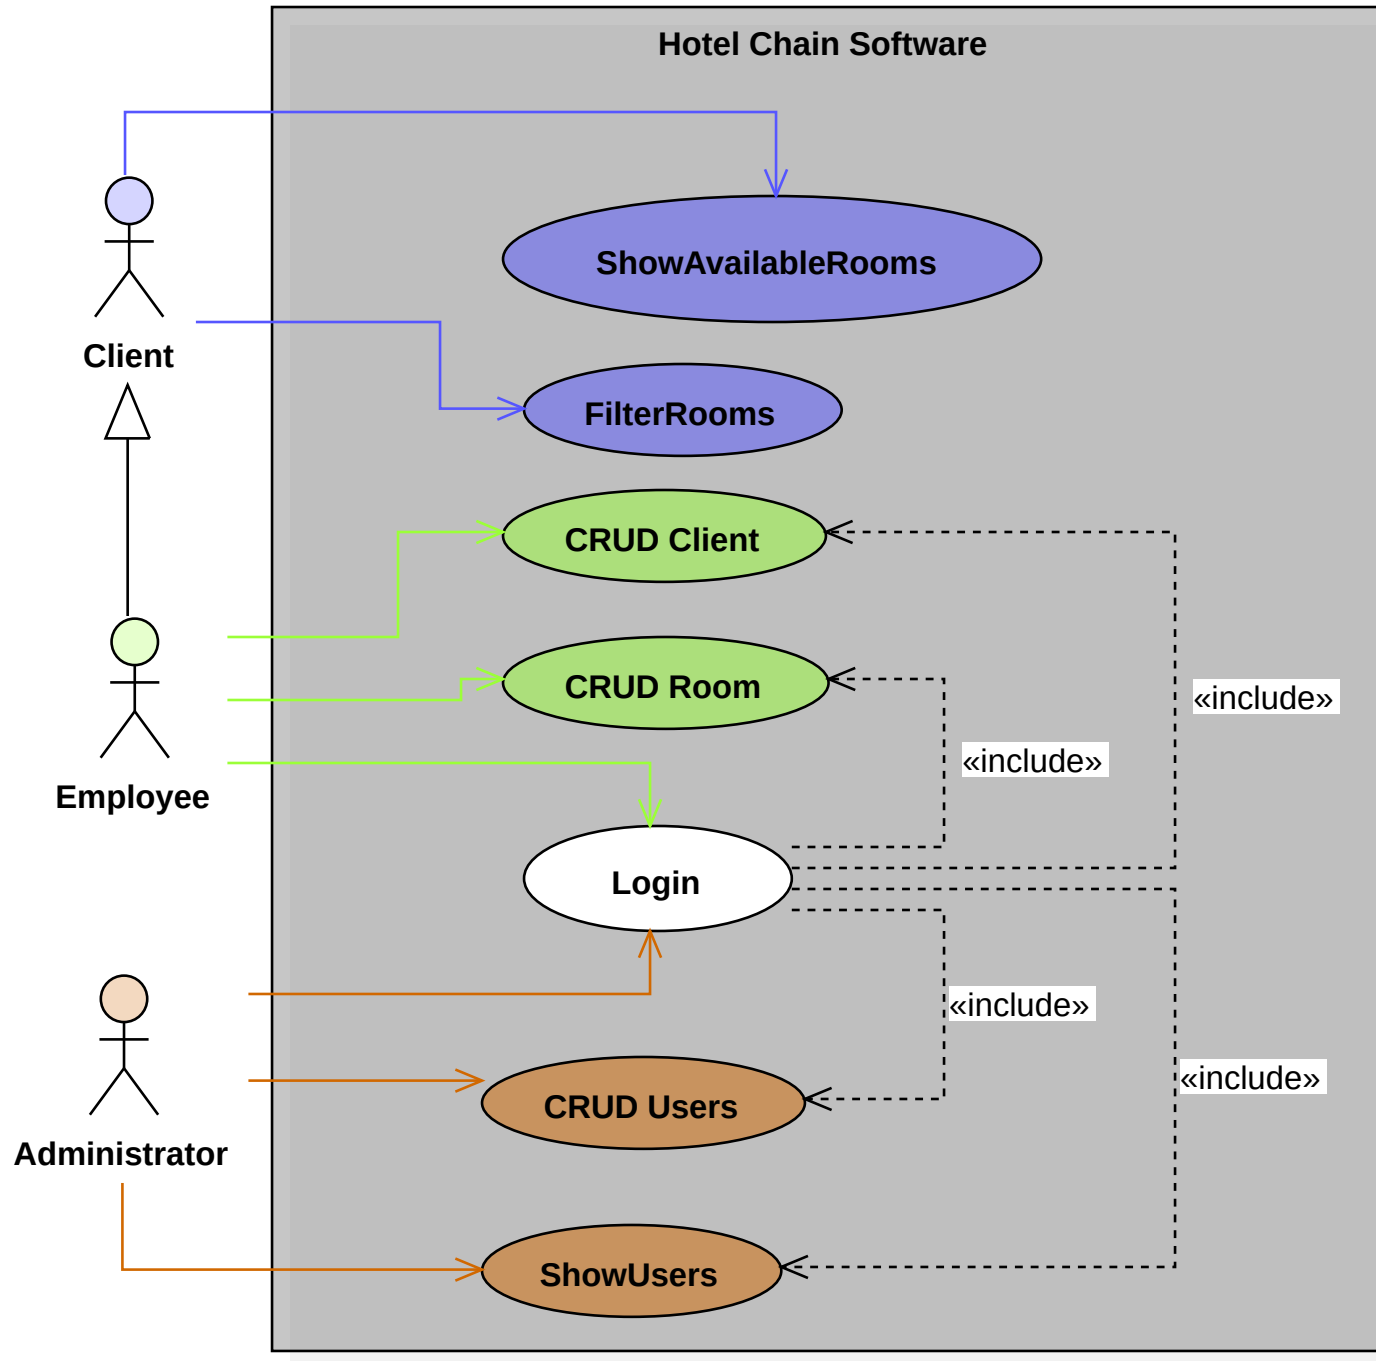 Hotel Chain Software
ShowAvailableRooms
Client
FilterRooms
CRUD Client
CRUD Room
«include»
«include»
Employee
Login
«include»
«include»
CRUD Users
Administrator
ShowUsers